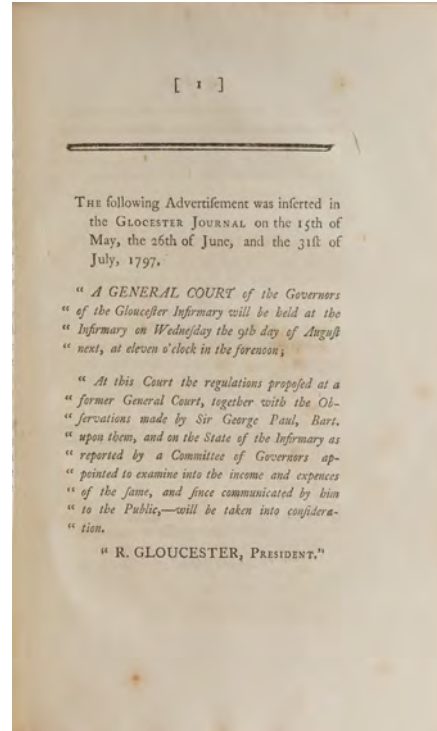 [ 1 ]
THE following Advertiſement was inſerted in
the GLOCESTER JOURNAL on the 15th of
May, the 26th of June, and the 31ſt of
July, 1797.
“ A GENERAL COURT of the Governors
“ of the Glouceſter Infirmary will be held at the
“ Infirmary on Wedneſday the 9th day of Auguſt
“ next, at eleven o'clock in the forenoon;
“ At this Court the regulations propoſed at a
“ former General Court, together with the Ob-
“ ſervations made by Sir George Paul, Bart.
“ upon them, and on the State of the Infirmary as
“ reported by a Committee of Governors ap-
“ pointed to examine into the income and expences
“ of the ſame, and ſince communicated by him
“ to the Public,—will be taken into conſidera-
“ tion.
“ R. GLOUCESTER, PRESIDENT.”